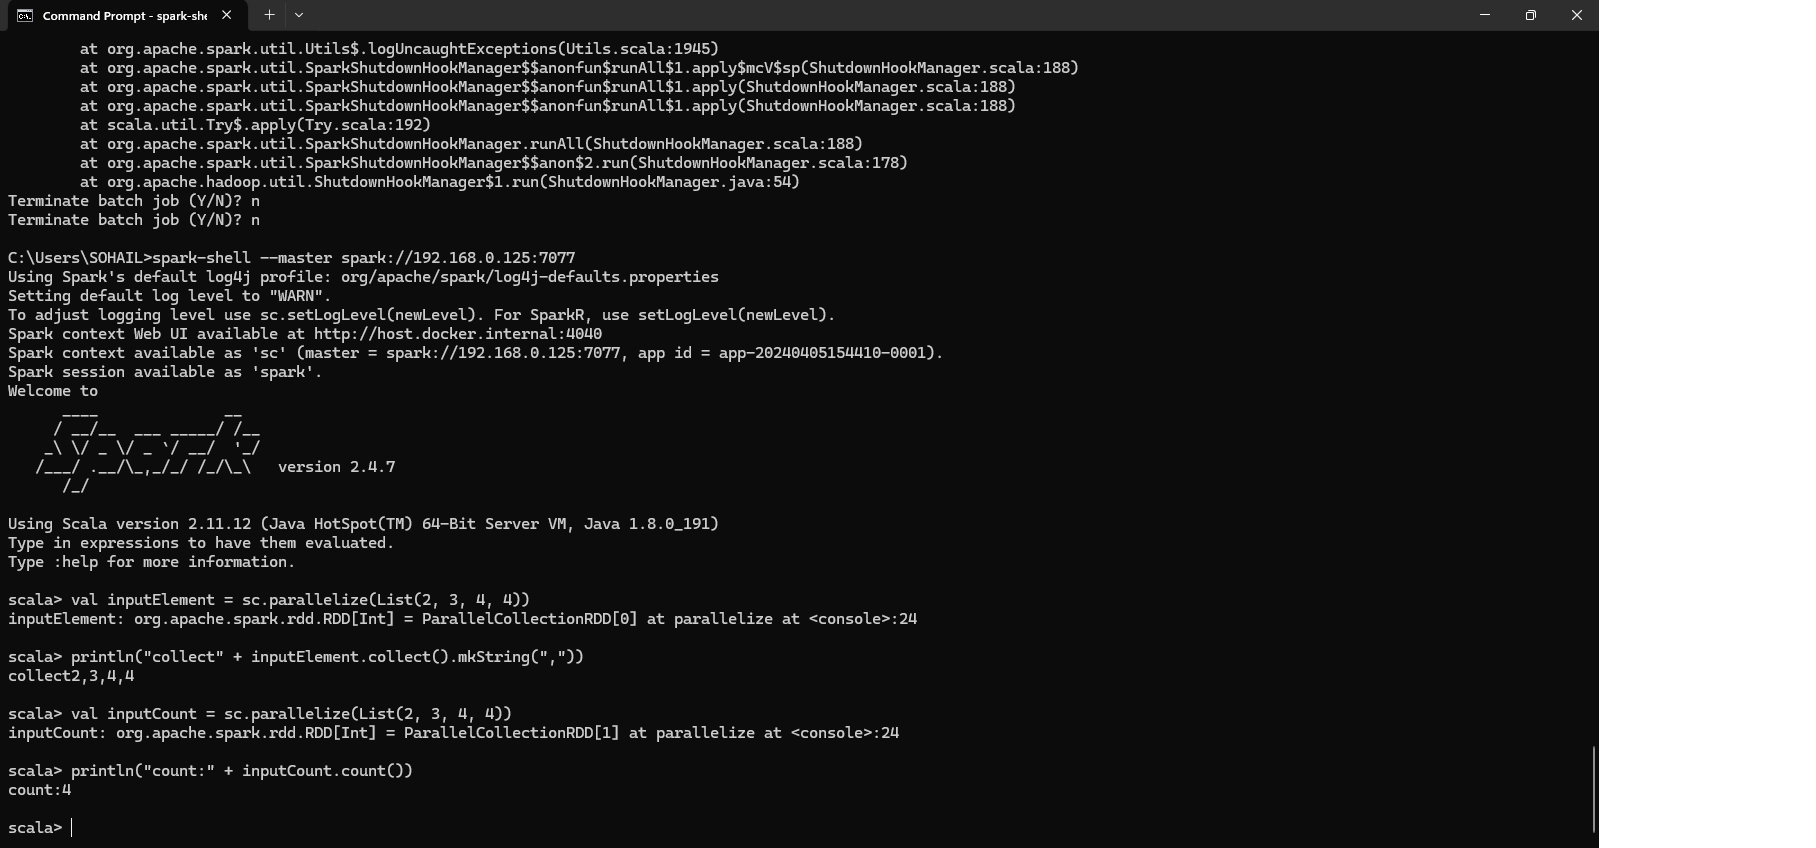 Command Prompt - spark-she
at org.apache.spark.util.Utils$.logUncaughtExceptions(Utils.scala:1945)
at org.apache.spark.util.SparkShutdownHookManager$$anonfun$runAll$1.apply$mcV$sp(ShutdownHookManager.scala:188)
at org.apache.spark.util.SparkShutdownHookManager$$anonfun$runAll$1.apply(ShutdownHookManager.scala:188)
at org.apache.spark.util.SparkShutdownHookManager$$anonfun$runAll$1.apply(ShutdownHookManager.scala:188)
at scala.util.Try$.apply(Try.scala:192)
at org.apache.spark.util.SparkShutdownHookManager.runAll(ShutdownHookManager.scala:188)
at org.apache.spark.util.SparkShutdownHookManager$$anon$2.run(ShutdownHookManager.scala:178)
at org.apache.hadoop.util.ShutdownHookManager$1.run(ShutdownHookManager.java:54)
Terminate batch job (Y/N)? n
Terminate batch job (Y/N)? n
C:\Users\SOHAIL>spark-shell --master spark://192.168.0.125:7077
Using Spark's default log4j profile: org/apache/spark/log4j-defaults.properties
Setting default log level to "WARN".
To adjust logging level use sc.setLogLevel(newLevel). For SparkR, use setLogLevel(newLevel).
Spark context Web UI available at http://host.docker.internal:4040
Spark context available as 'sc' (master = spark://192.168.0.125:7077, app id = app-20240405154410-0001).
Spark session available as 'spark'.
Welcome to
      ____              __
     / __/__  ___ _____/ /__
    _\ \/ _ \/ _ `/ __/  '_/
   /___/ .__/\_,_/_/ /_/\_\   version 2.4.7
      /_/
Using Scala version 2.11.12 (Java HotSpot(TM) 64-Bit Server VM, Java 1.8.0_191)
Type in expressions to have them evaluated.
Type :help for more information.
scala> val inputElement = sc.parallelize(List(2, 3, 4, 4))
inputElement: org.apache.spark.rdd.RDD[Int] = ParallelCollectionRDD[0] at parallelize at <console>:24
scala> println("collect" + inputElement.collect().mkString(","))
collect2,3,4,4
scala> val inputCount = sc.parallelize(List(2, 3, 4, 4))
inputCount: org.apache.spark.rdd.RDD[Int] = ParallelCollectionRDD[1] at parallelize at <console>:24
scala> println("count:" + inputCount.count())
count:4
scala>